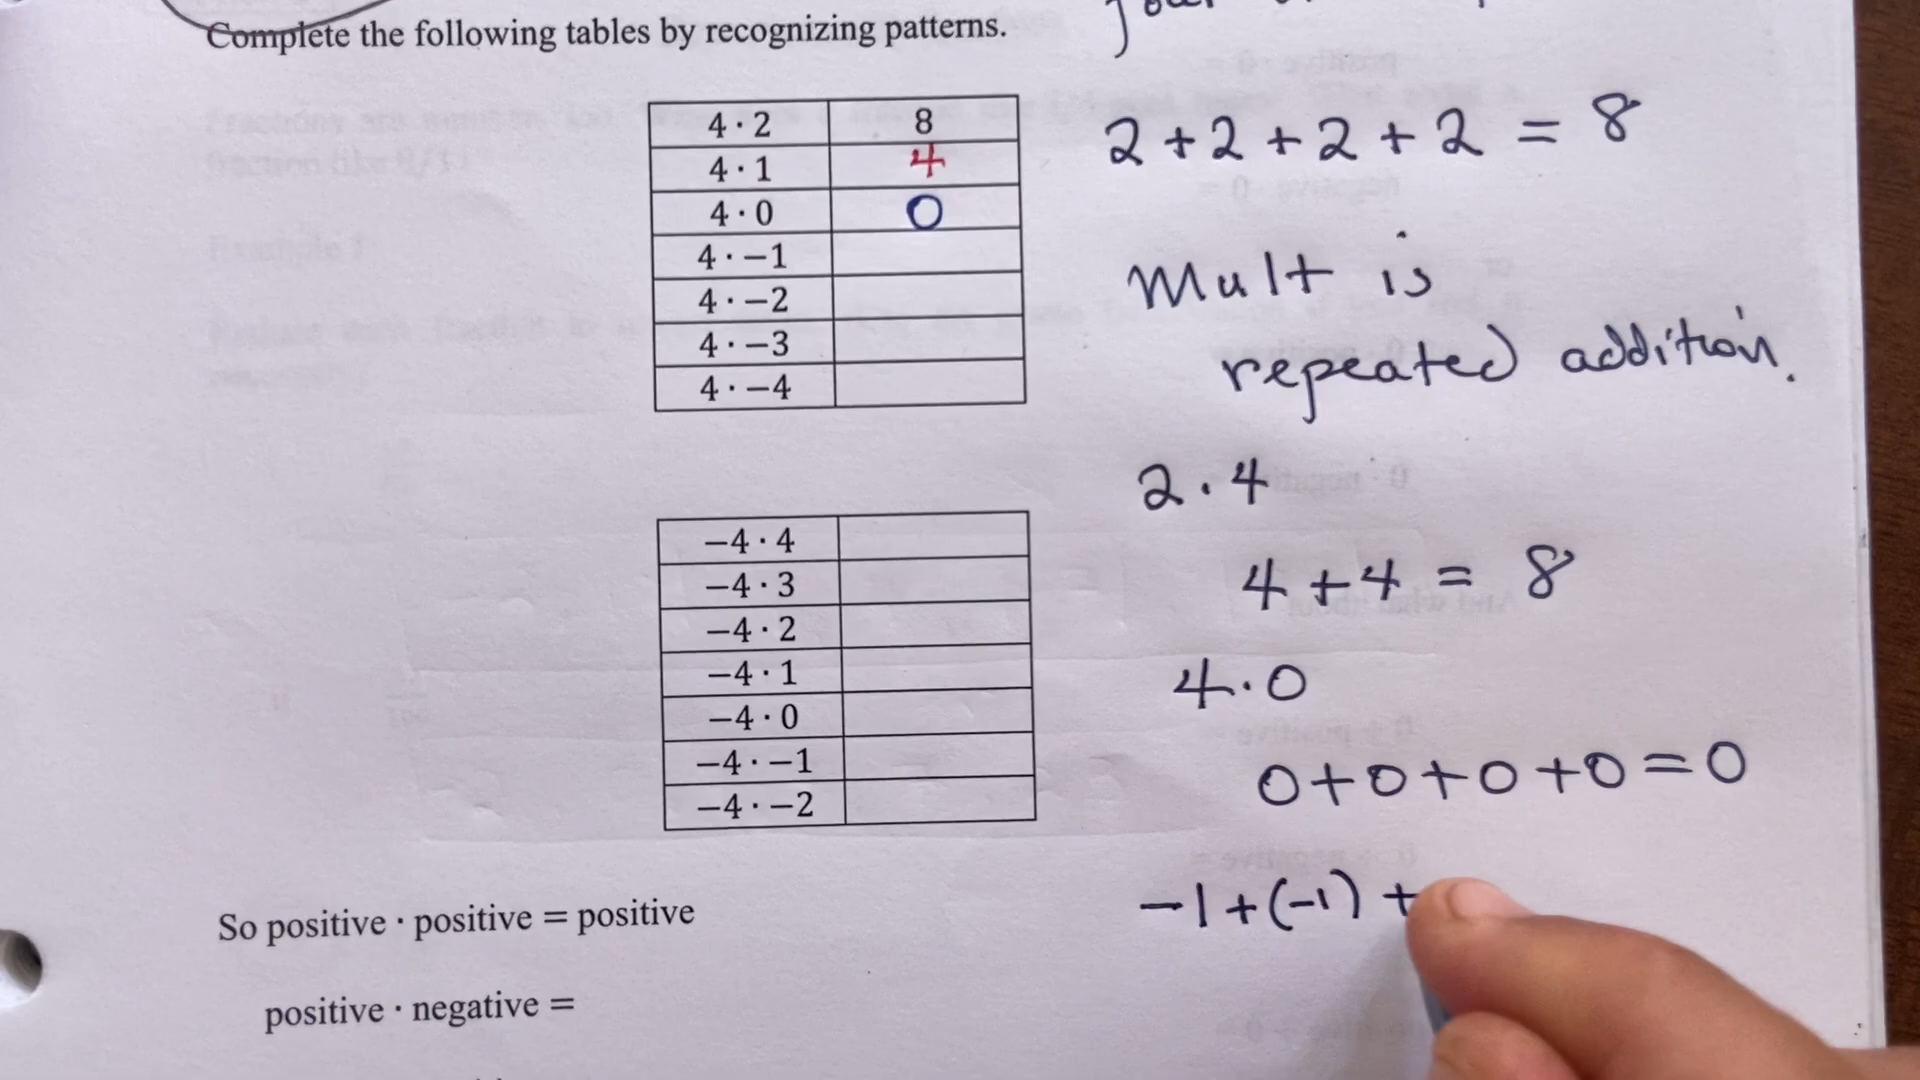 Complete the following tables by recognizing patterns.
4 · 2 8
4 · 1 4
4 · 0 0
4 · −1
4 · −2
4 · −3
4 · −4
2 + 2 + 2 + 2 = 8
Mult is
repeated addition.
2 · 4
4 + 4 = 8
4 · 0
0 + 0 + 0 + 0 = 0
−1 + (−1) +
−4 · 4
−4 · 3
−4 · 2
−4 · 1
−4 · 0
−4 · −1
−4 · −2
So positive · positive = positive
positive · negative =